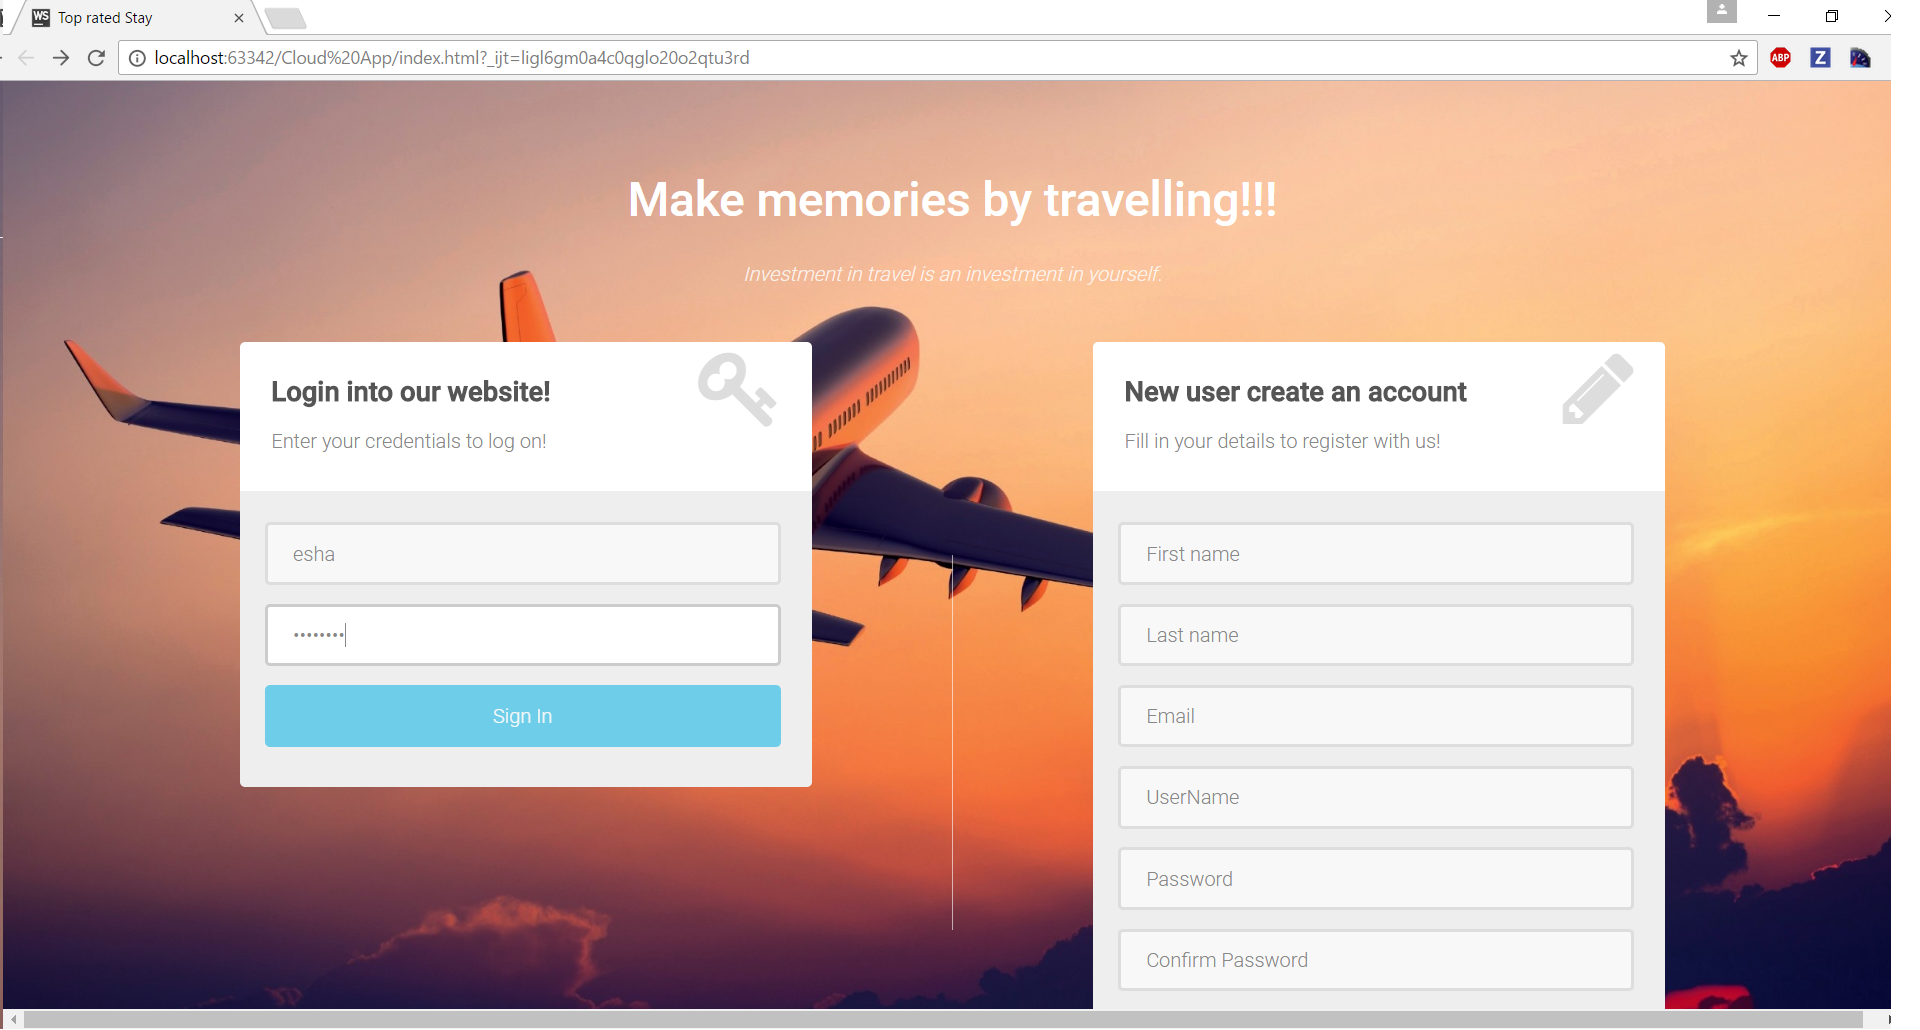 WS Top rated Stay
localhost:63342/Cloud%20App/index.html?_ijt=ligl6gm0a4c0qglo20o2qtu3rd
ABP Z
Make memories by travelling!!!
Investment in travel is an investment in yourself.
Login into our website!
Enter your credentials to log on!
esha
••••••••
Sign In
New user create an account
Fill in your details to register with us!
First name
Last name
Email
UserName
Password
Confirm Password